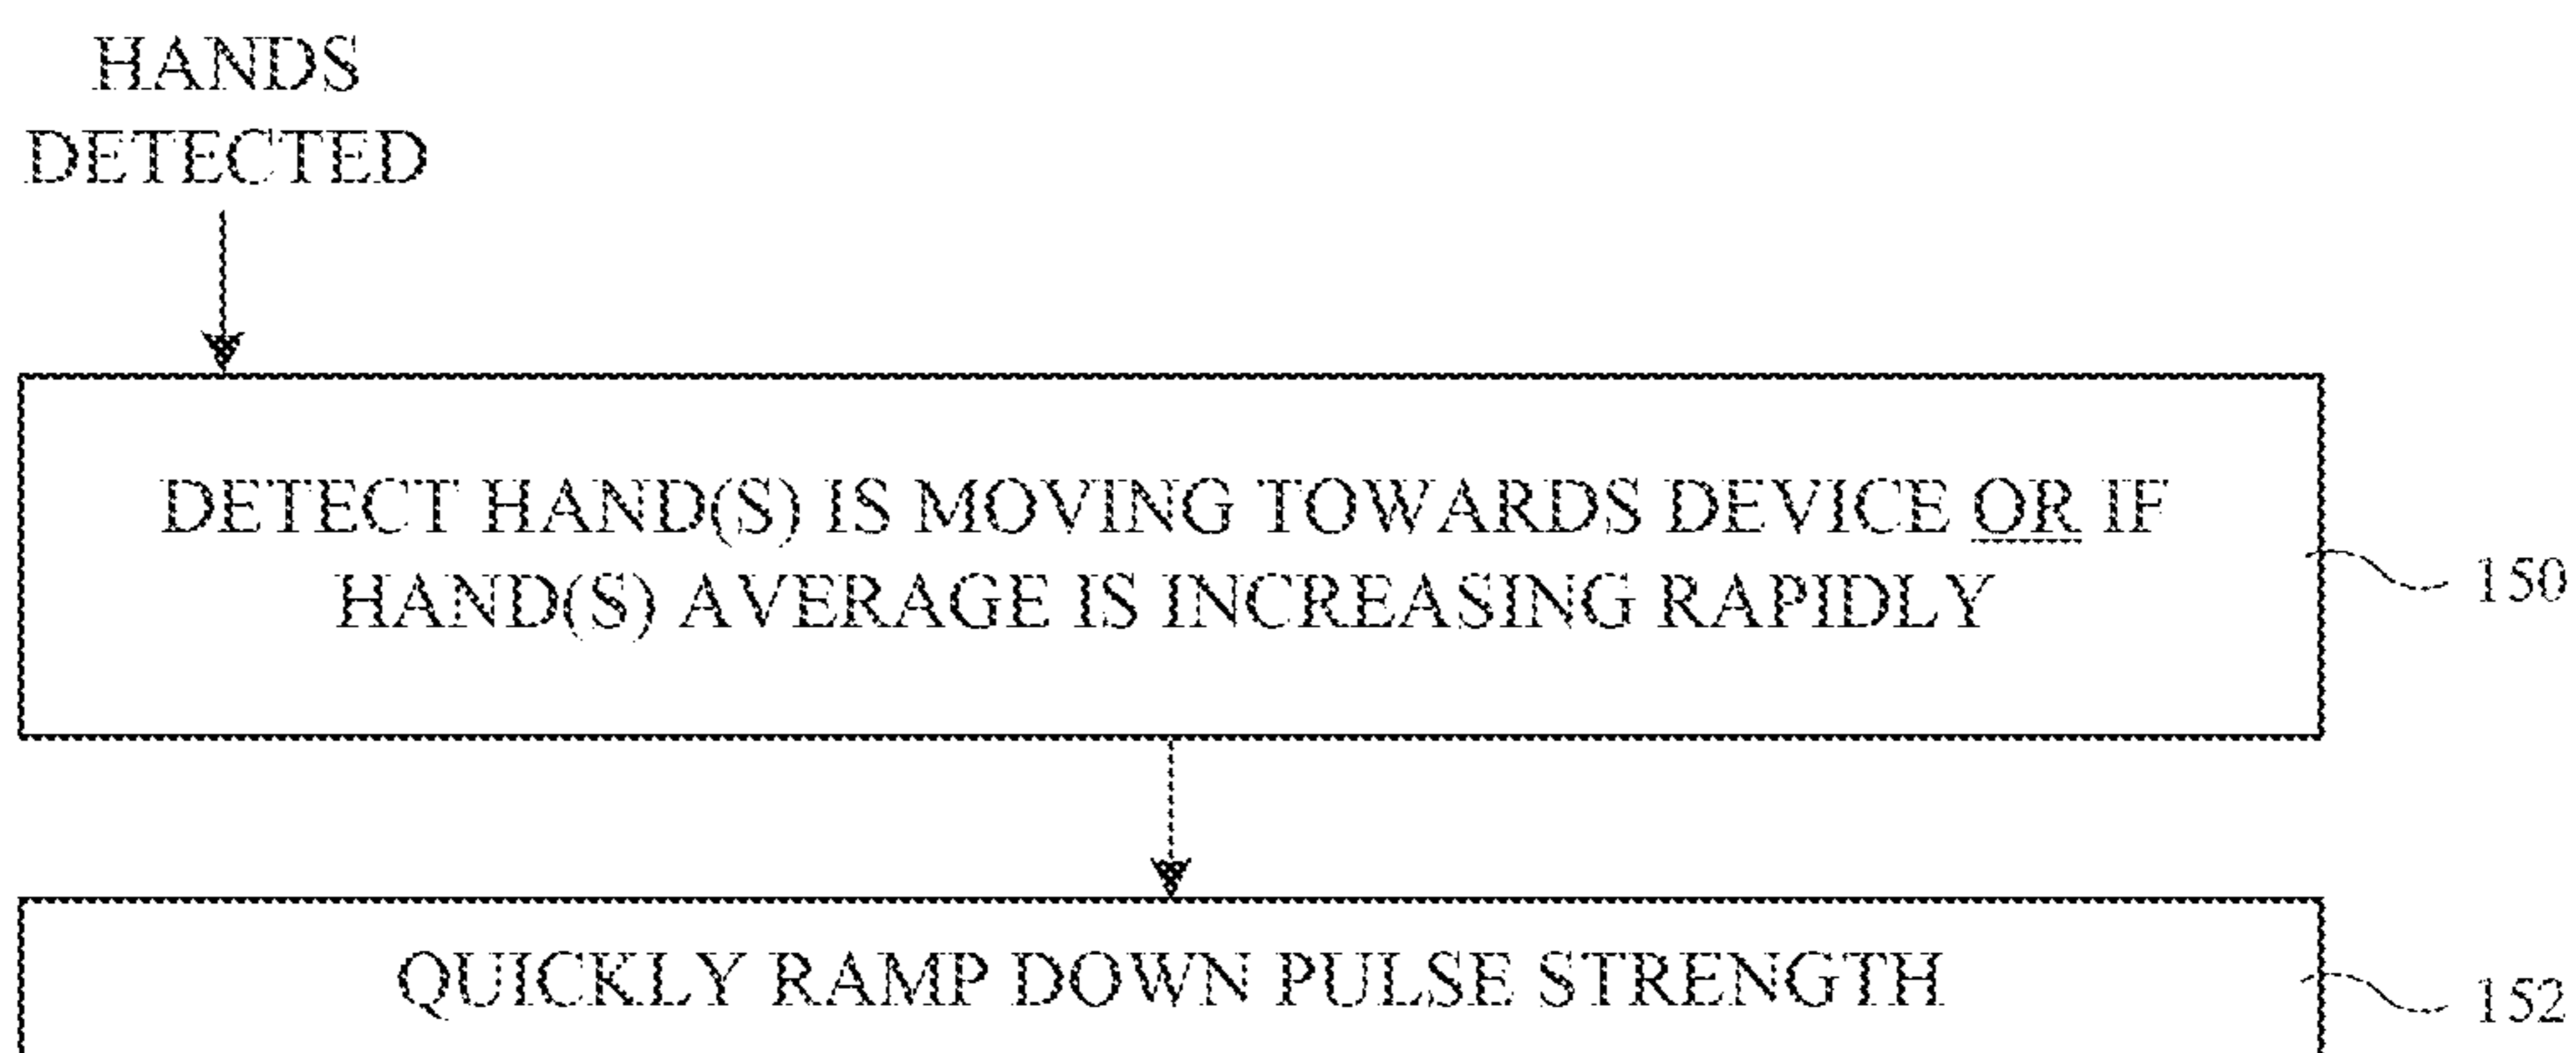 HANDS
DETECTED
DETECT HAND(S) IS MOVING TOWARDS DEVICE OR IF
HAND(S) AVERAGE IS INCREASING RAPIDLY
150
QUICKLY RAMP DOWN PULSE STRENGTH
152